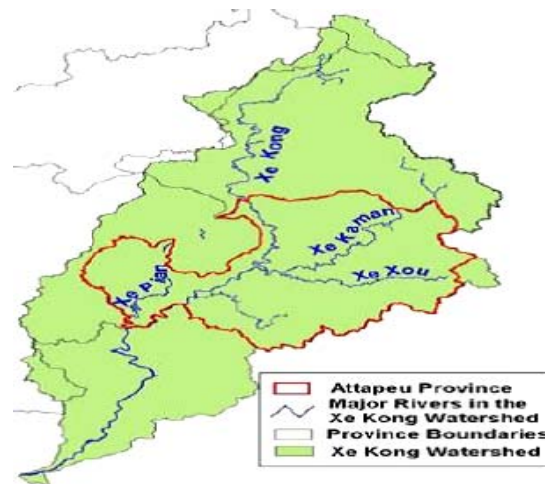 Xe Kong
Xe Kaman
Xe Xou
Xe Pian
Attapeu Province
Major Rivers in the
Xe Kong Watershed
Province Boundaries
Xe Kong Watershed